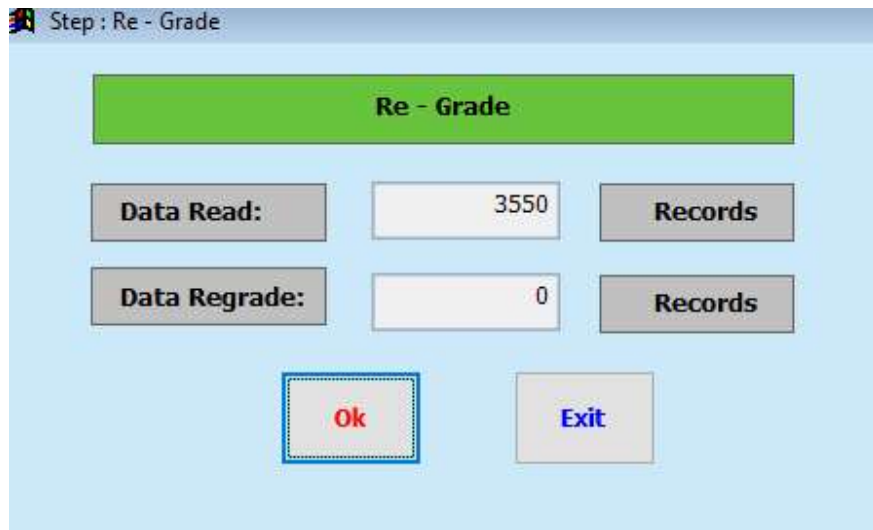 Step : Re - Grade
Re - Grade
Data Read: 3550 Records
Data Regrade: 0 Records
Ok Exit